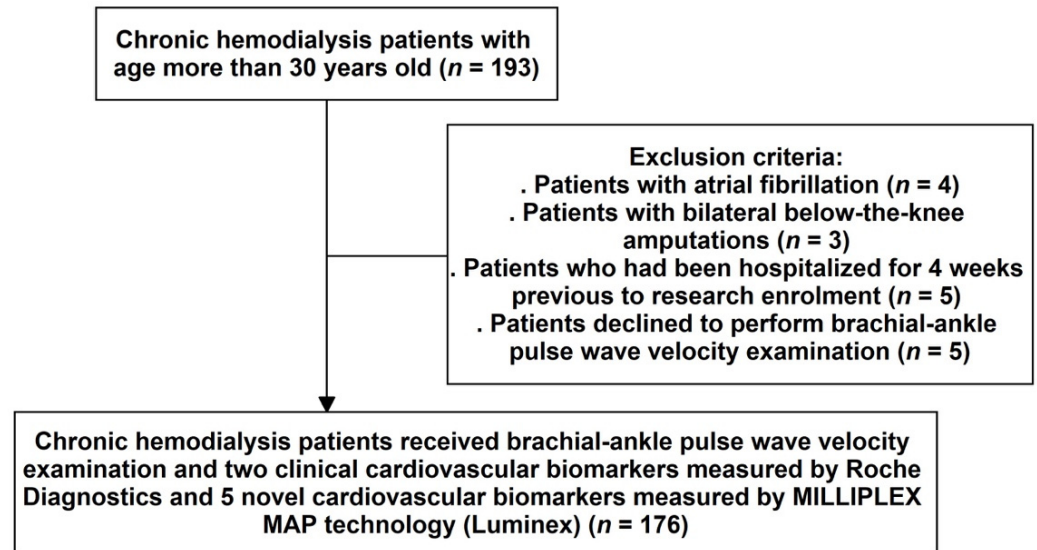 Chronic hemodialysis patients with
age more than 30 years old (n = 193)
Exclusion criteria:
. Patients with atrial fibrillation (n = 4)
. Patients with bilateral below-the-knee
amputations (n = 3)
. Patients who had been hospitalized for 4 weeks
previous to research enrolment (n = 5)
. Patients declined to perform brachial-ankle
pulse wave velocity examination (n = 5)
Chronic hemodialysis patients received brachial-ankle pulse wave velocity
examination and two clinical cardiovascular biomarkers measured by Roche
Diagnostics and 5 novel cardiovascular biomarkers measured by MILLIPLEX
MAP technology (Luminex) (n = 176)